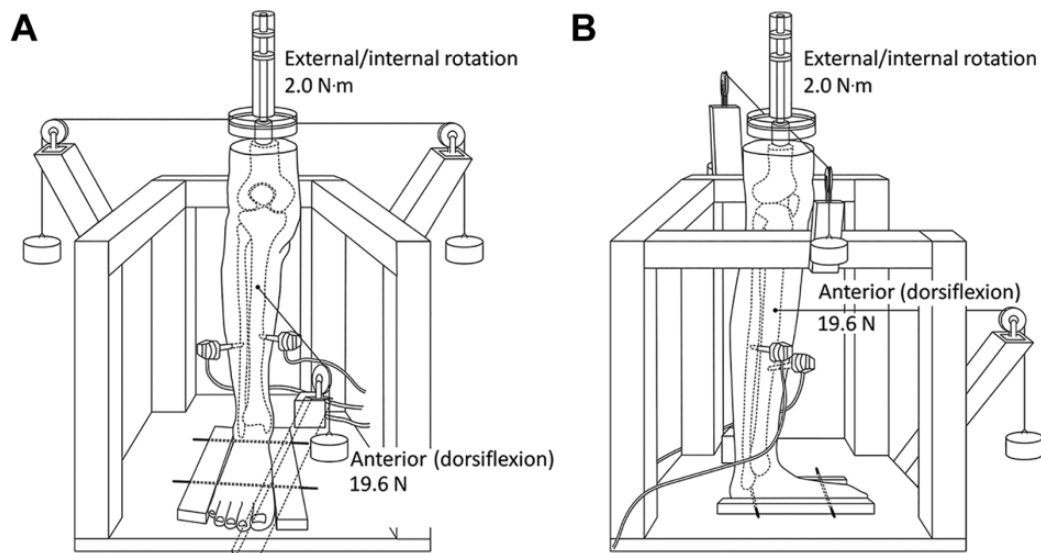 A
External/internal rotation
2.0 N·m
Anterior (dorsiflexion)
19.6 N
B
External/internal rotation
2.0 N·m
Anterior (dorsiflexion)
19.6 N